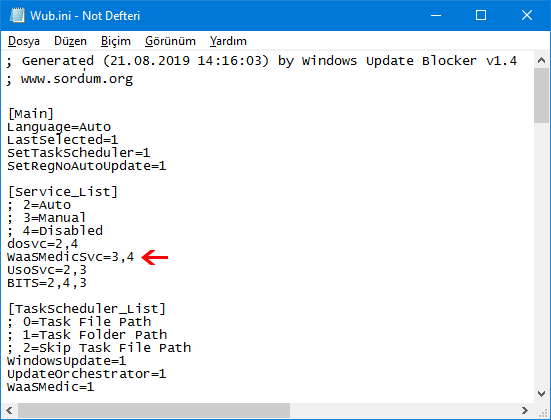 Wub.ini - Not Defteri
Dosya Düzen Biçim Görünüm Yardım
; Generated (21.08.2019 14:16:03) by Windows Update Blocker v1.4
; www.sordum.org
[Main]
Language=Auto
LastSelected=1
SetTaskScheduler=1
SetRegNoAutoUpdate=1
[Service_List]
; 2=Auto
; 3=Manual
; 4=Disabled
dosvc=2,4
WaaSMedicSvc=3,4
UsoSvc=2,3
BITS=2,4,3
[TaskScheduler_List]
; 0=Task File Path
; 1=Task Folder Path
; 2=Skip Task File Path
WindowsUpdate=1
UpdateOrchestrator=1
WaaSMedic=1